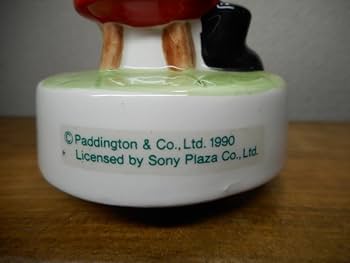 © Paddington & Co., Ltd. 1990
Licensed by Sony Plaza Co., Ltd.